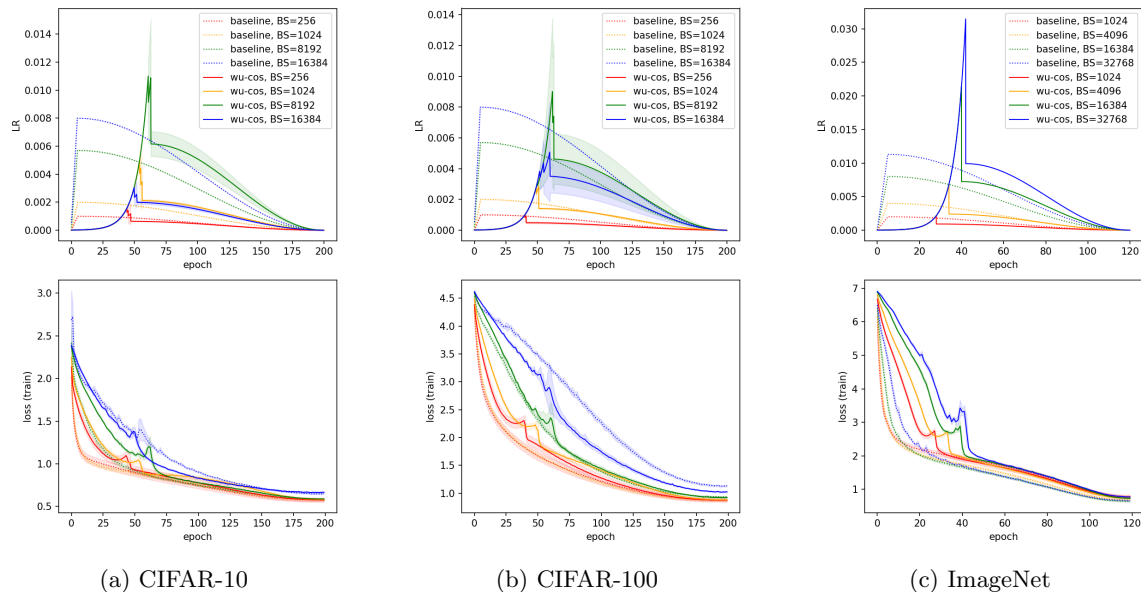 0.014
0.012
0.010
0.008
0.006
0.004
0.002
0.000
LR
0 25 50 75 100 125 150 175 200
epoch
baseline, BS=256
baseline, BS=1024
baseline, BS=8192
baseline, BS=16384
wu-cos, BS=256
wu-cos, BS=1024
wu-cos, BS=8192
wu-cos, BS=16384
0.014
0.012
0.010
0.008
0.006
0.004
0.002
0.000
LR
0 25 50 75 100 125 150 175 200
epoch
baseline, BS=256
baseline, BS=1024
baseline, BS=8192
baseline, BS=16384
wu-cos, BS=256
wu-cos, BS=1024
wu-cos, BS=8192
wu-cos, BS=16384
0.030
0.025
0.020
0.015
0.010
0.005
0.000
LR
0 20 40 60 80 100 120
epoch
baseline, BS=1024
baseline, BS=4096
baseline, BS=16384
baseline, BS=32768
wu-cos, BS=1024
wu-cos, BS=4096
wu-cos, BS=16384
wu-cos, BS=32768
3.0
2.5
2.0
1.5
1.0
0.5
loss (train)
0 25 50 75 100 125 150 175 200
epoch
4.5
4.0
3.5
3.0
2.5
2.0
1.5
1.0
loss (train)
0 25 50 75 100 125 150 175 200
epoch
7
6
5
4
3
2
1
loss (train)
0 20 40 60 80 100 120
epoch
(a) CIFAR-10
(b) CIFAR-100
(c) ImageNet